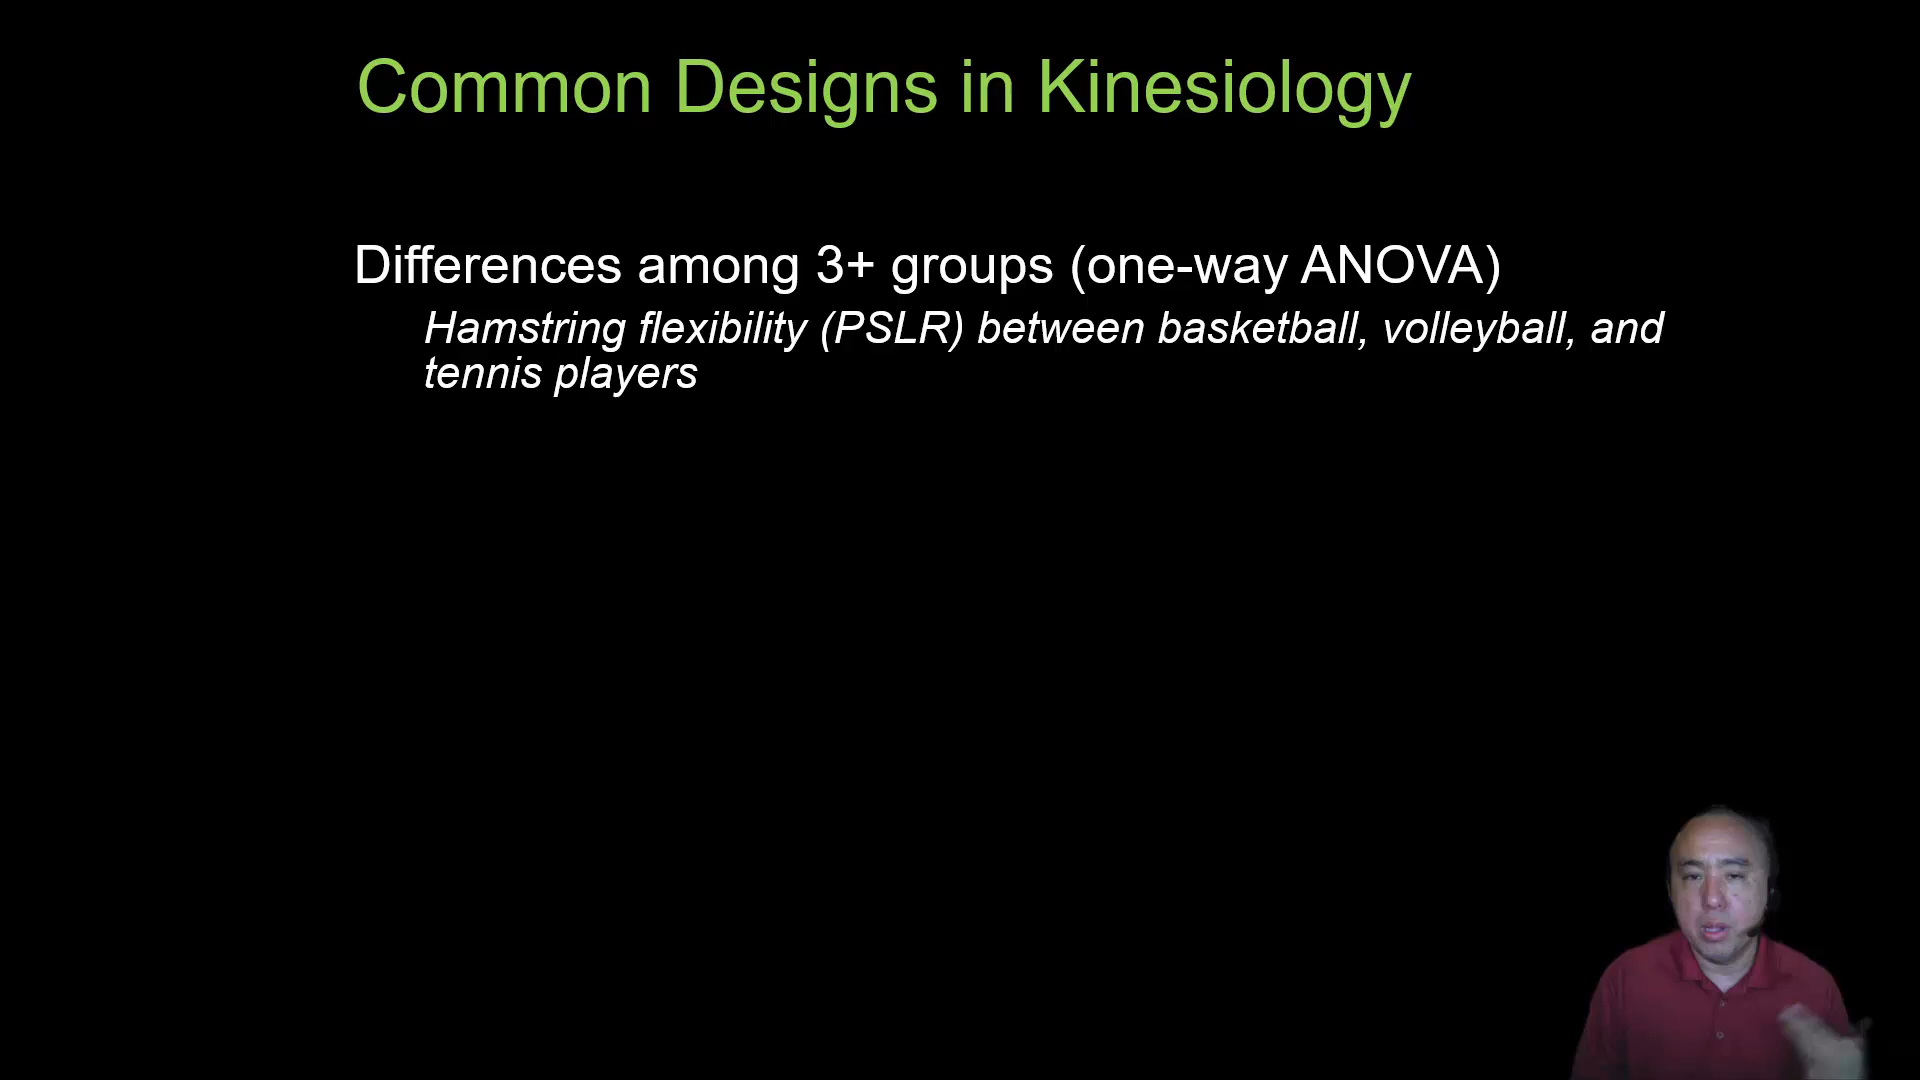 Common Designs in Kinesiology
Differences among 3+ groups (one-way ANOVA)
Hamstring flexibility (PSLR) between basketball, volleyball, and
tennis players